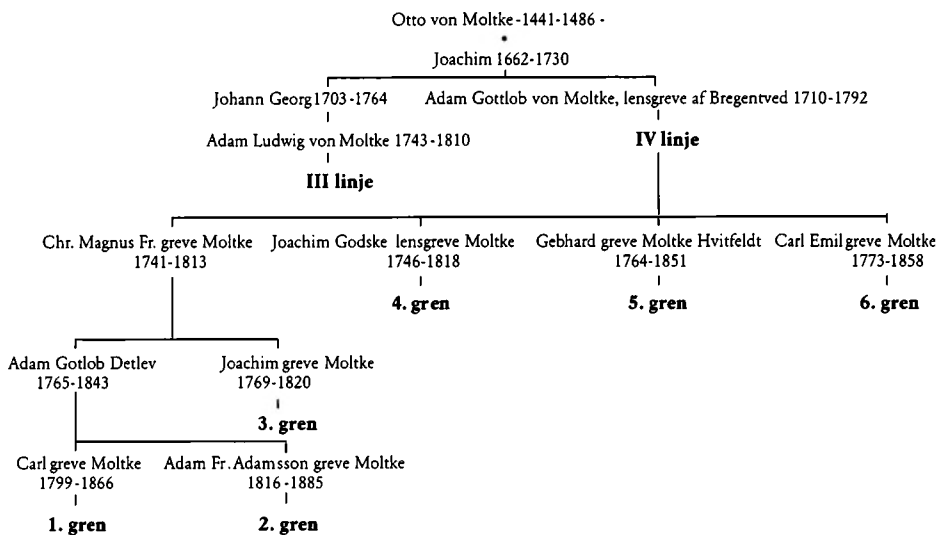 Otto von Moltke -1441-1486 -
Joachim 1662-1730
Johann Georg 1703-1764
Adam Gottlob von Moltke, lensgreve af Bregentved 1710-1792
Adam Ludwig von Moltke 1743-1810
IV linje
III linje
Chr. Magnus Fr. greve Moltke
1741-1813
Joachim Godske lensgreve Moltke
1746-1818
Gebhard greve Moltke Hvitfeldt
1764-1851
Carl Emil greve Moltke
1773-1858
4. gren
5. gren
6. gren
Adam Gotlob Detlev
1765-1843
Joachim greve Moltke
1769-1820
3. gren
Carl greve Moltke
1799-1866
Adam Fr. Adamsson greve Moltke
1816-1885
1. gren
2. gren